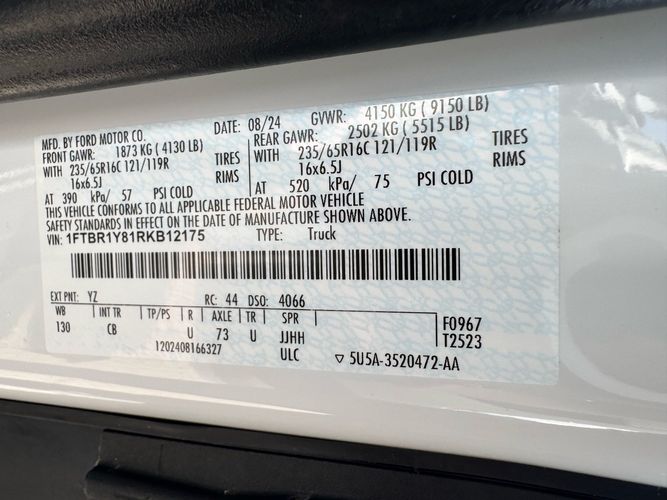 MFD. BY FORD MOTOR CO. DATE: 08/24 GVWR: 4150 KG ( 9150 LB)
FRONT GAWR: 1873 KG ( 4130 LB) REAR GAWR: 2502 KG ( 5515 LB)
WITH 235/65R16C 121/119R TIRES WITH 235/65R16C 121/119R TIRES
16x6.5J RIMS 16x6.5J RIMS
AT 390 kPa/ 57 PSI COLD AT 520 kPa/ 75 PSI COLD
THIS VEHICLE CONFORMS TO ALL APPLICABLE FEDERAL MOTOR VEHICLE
SAFETY STANDARDS IN EFFECT ON THE DATE OF MANUFACTURE SHOWN ABOVE.
VIN: 1FTBR1Y81RKB12175 TYPE: Truck
EXT PNT: YZ RC: 44 DSO: 4066
WB INT TR TP/PS R AXLE TR SPR F0967
130 CB U 73 U JJHH T2523
1202408166327 ULC ▽ 5U5A-3520472-AA